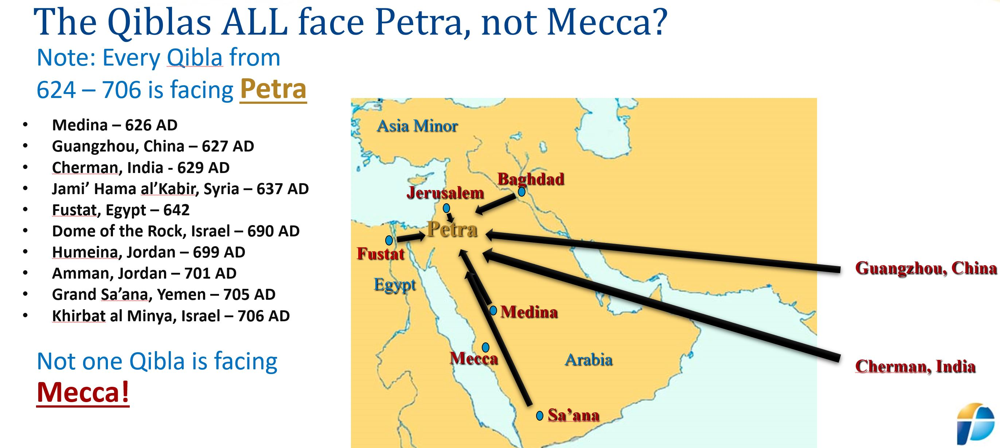 The Qiblas ALL face Petra, not Mecca?
Note: Every Qibla from
624 – 706 is facing Petra
• Medina – 626 AD
• Guangzhou, China – 627 AD
• Cherman, India - 629 AD
• Jami’ Hama al’Kabir, Syria – 637 AD
• Fustat, Egypt – 642
• Dome of the Rock, Israel – 690 AD
• Humeina, Jordan – 699 AD
• Amman, Jordan – 701 AD
• Grand Sa’ana, Yemen – 705 AD
• Khirbat al Minya, Israel – 706 AD
Not one Qibla is facing
Mecca!
Asia Minor
Baghdad
Jerusalem
Petra
Fustat
Guangzhou, China
Egypt
Medina
Mecca
Arabia
Cherman, India
Sa’ana